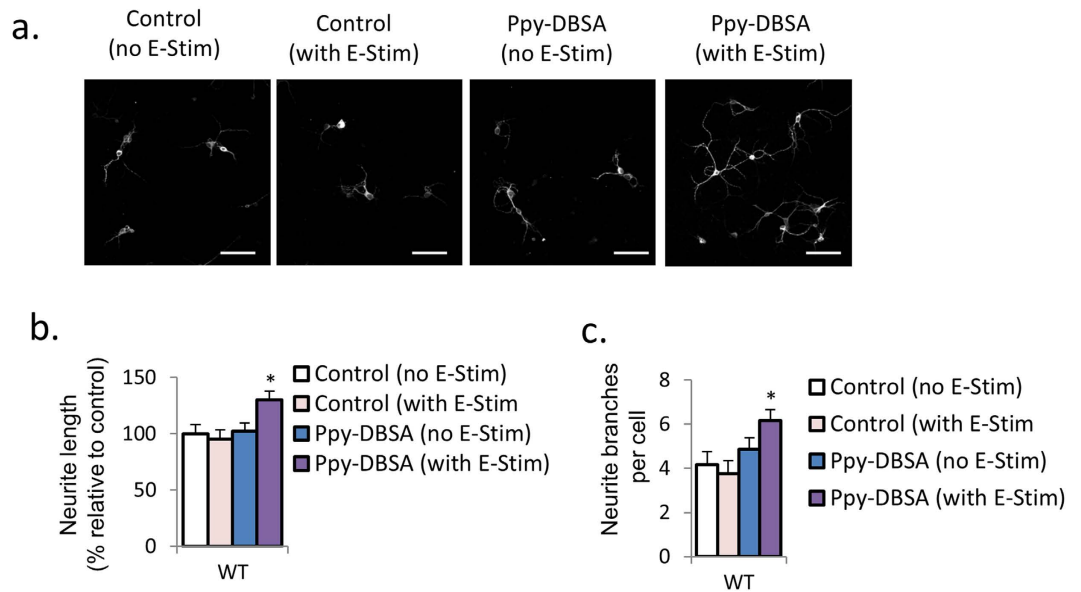 a.
Control
(no E-Stim)
Control
(with E-Stim)
Ppy-DBSA
(no E-Stim)
Ppy-DBSA
(with E-Stim)
b.
Neurite length
(% relative to control)
150
100
50
0
*
WT
Control (no E-Stim)
Control (with E-Stim
Ppy-DBSA (no E-Stim)
Ppy-DBSA (with E-Stim)
c.
Neurite branches
per cell
8
6
4
2
0
*
WT
Control (no E-Stim)
Control (with E-Stim
Ppy-DBSA (no E-Stim)
Ppy-DBSA (with E-Stim)